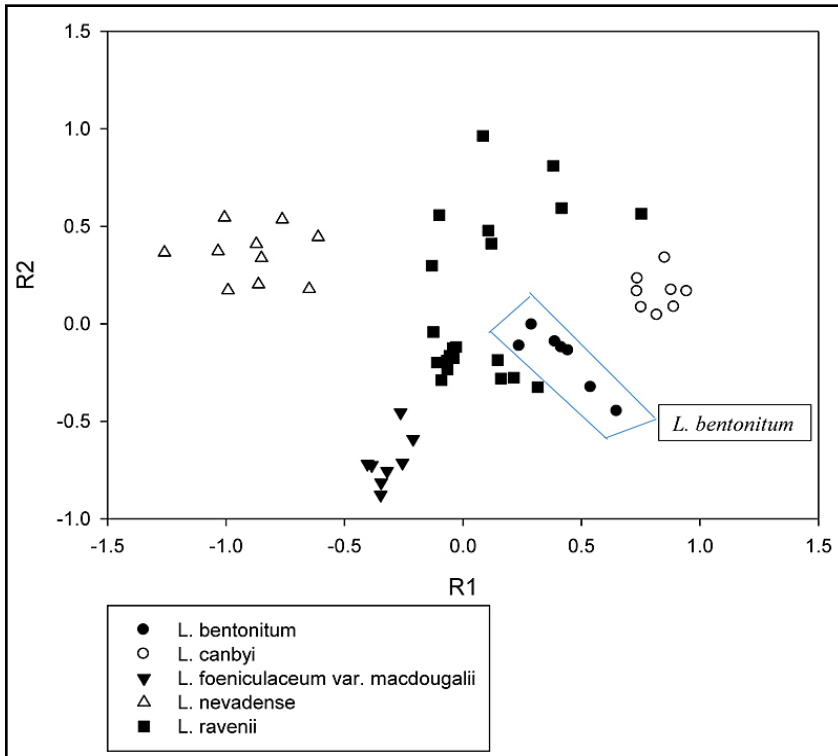 1.5
1.0
0.5
0.0
-0.5
-1.0
R2
-1.5 -1.0 -0.5 0.0 0.5 1.0 1.5
R1
L. bentonitum
L. bentonitum
L. canbyi
L. foeniculaceum var. macdougalii
L. nevadense
L. ravenii